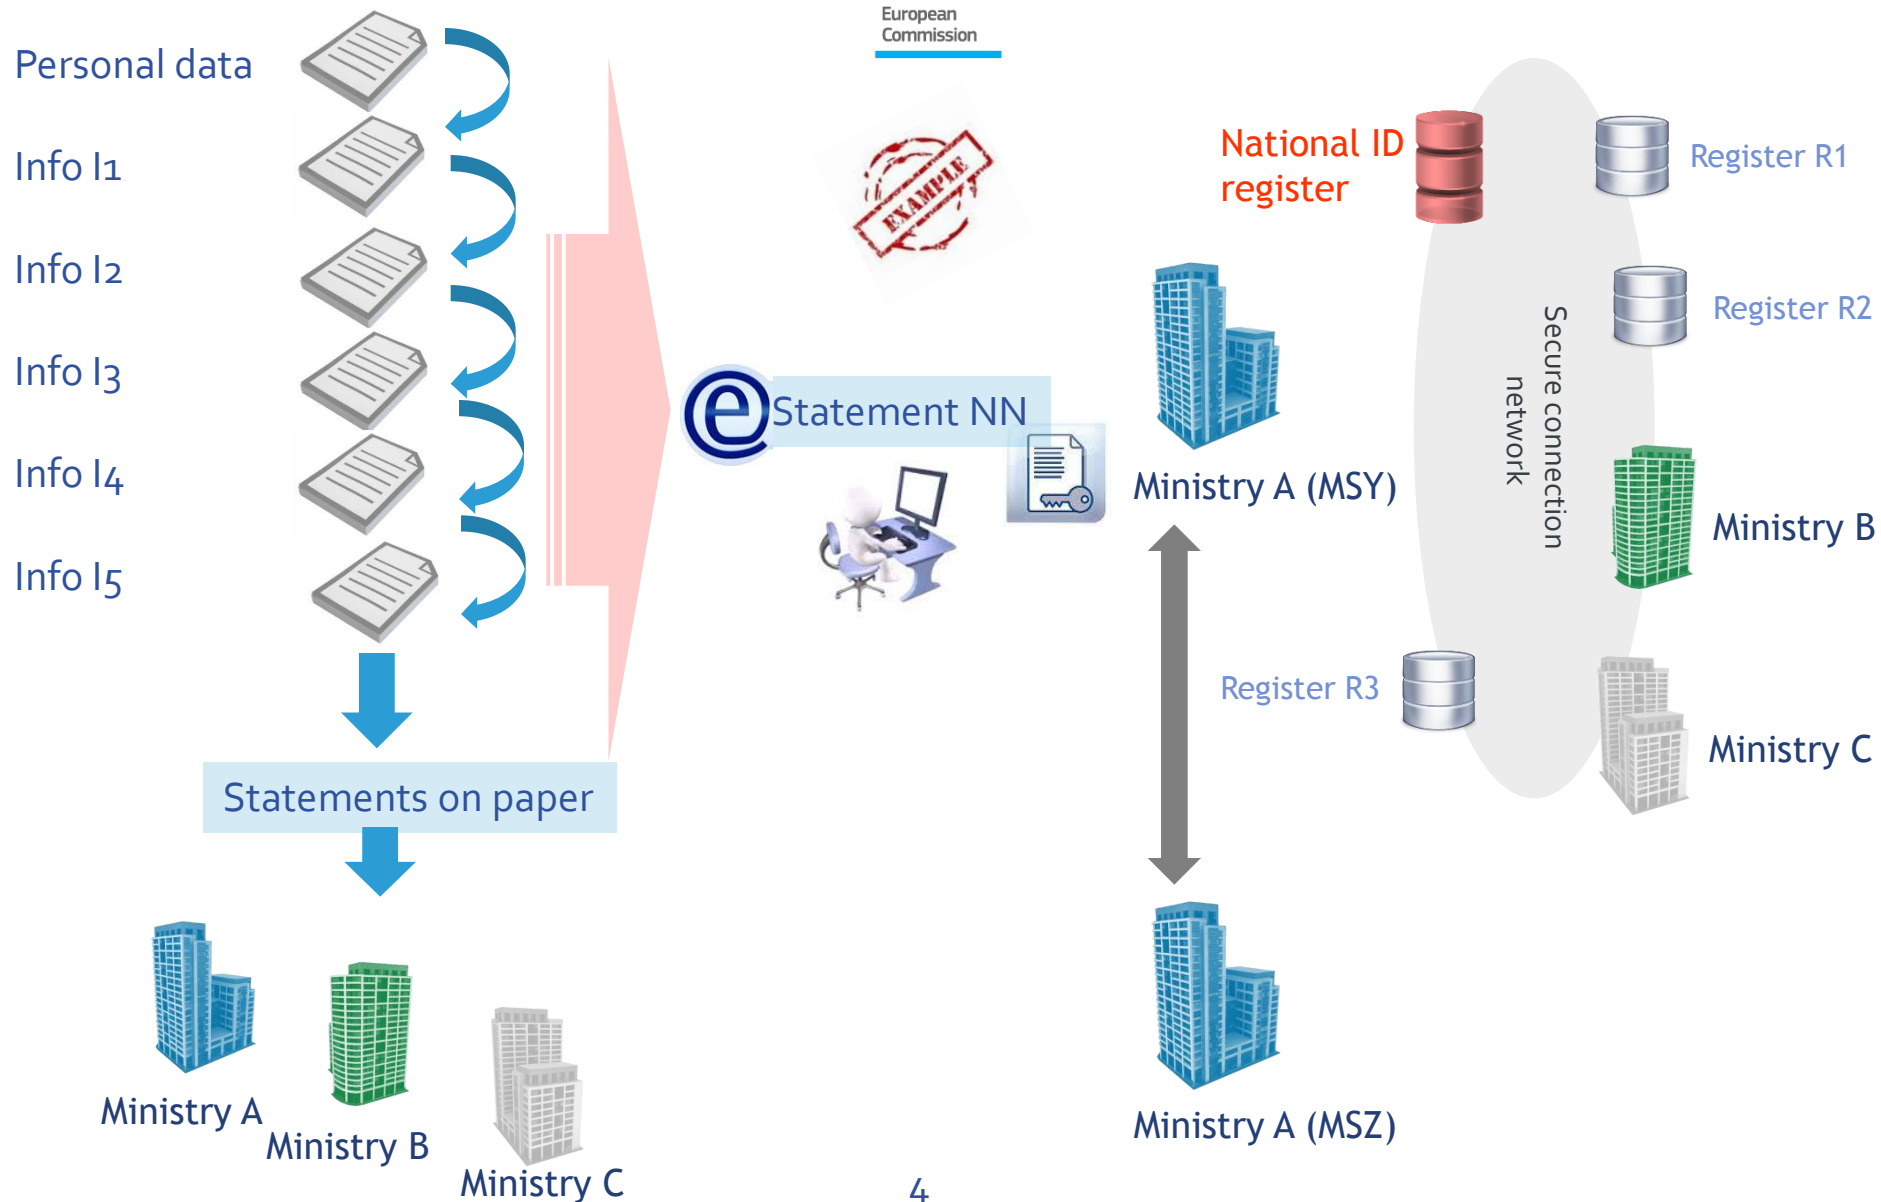 European
Commission
Personal data
Info I1
Info I2
Info I3
Info I4
Info I5
Statements on paper
Ministry A
Ministry B
Ministry C
EXAMPLE
e
Statement NN
National ID
register
Register R1
Register R2
Secure connection
network
Ministry A (MSY)
Ministry B
Register R3
Ministry C
Ministry A (MSZ)
4